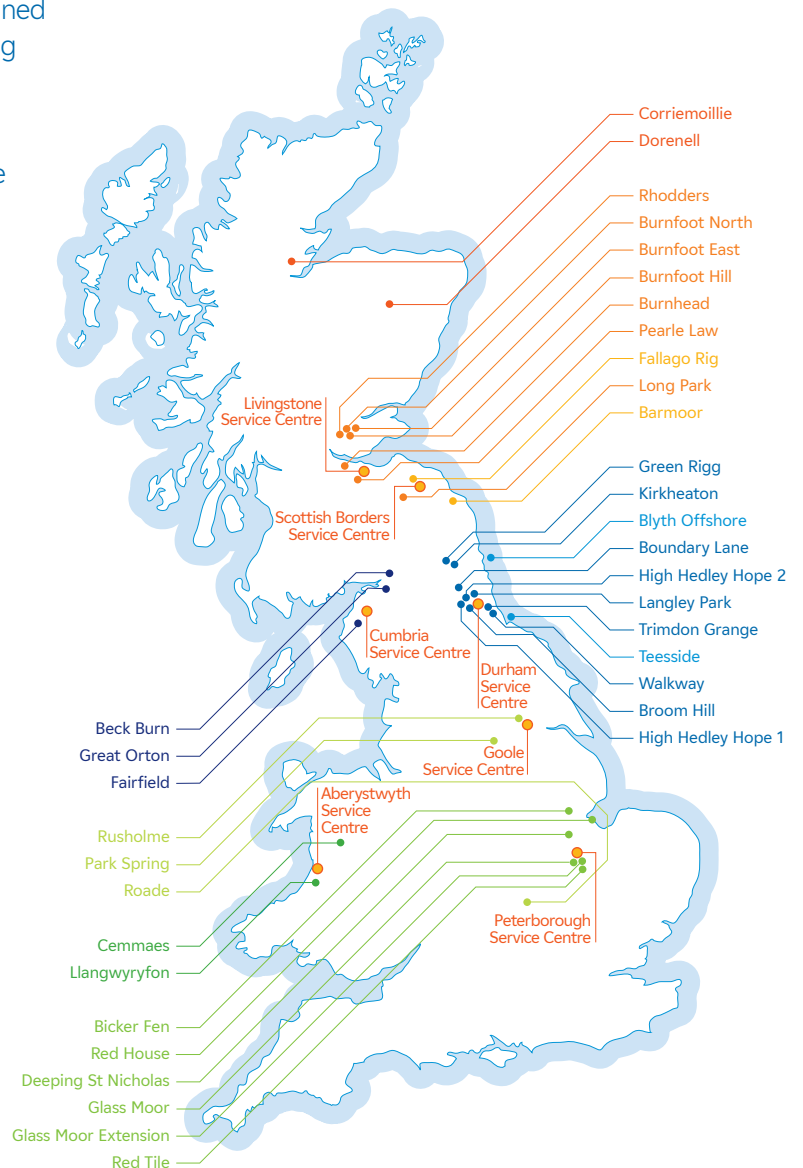 ned
g
e
Corriemoillie
Dorenell
Rhodders
Burnfoot North
Burnfoot East
Burnfoot Hill
Burnhead
Pearle Law
Fallago Rig
Long Park
Barmoor
Livingstone
Service Centre
Scottish Borders
Service Centre
Green Rigg
Kirkheaton
Blyth Offshore
Boundary Lane
High Hedley Hope 2
Langley Park
Trimdon Grange
Teesside
Walkway
Broom Hill
High Hedley Hope 1
Cumbria
Service Centre
Durham
Service
Centre
Beck Burn
Great Orton
Fairfield
Goole
Service Centre
Aberystwyth
Service
Centre
Rusholme
Park Spring
Roade
Peterborough
Service Centre
Cemmaes
Llangwyryfon
Bicker Fen
Red House
Deeping St Nicholas
Glass Moor
Glass Moor Extension
Red Tile